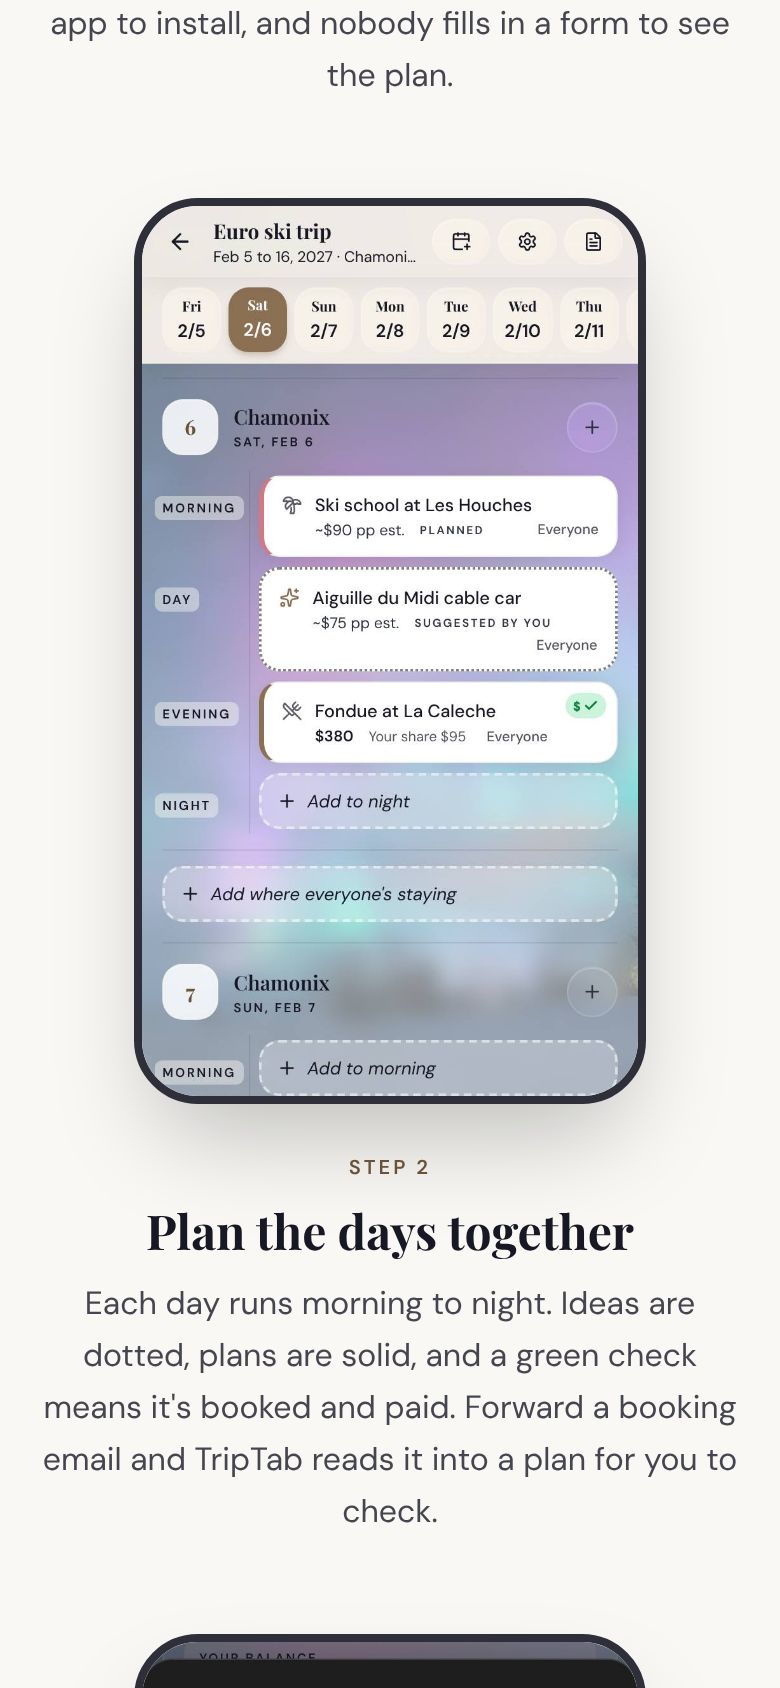 app to install, and nobody fills in a form to see
the plan.
Euro ski trip
Feb 5 to 16, 2027 · Chamoni...
Fri
2/5
Sat
2/6
Sun
2/7
Mon
2/8
Tue
2/9
Wed
2/10
Thu
2/11
6
Chamonix
SAT, FEB 6
MORNING
Ski school at Les Houches
~$90 pp est. PLANNED Everyone
DAY
Aiguille du Midi cable car
~$75 pp est. SUGGESTED BY YOU
Everyone
EVENING
Fondue at La Caleche
$ ✓
$380 Your share $95 Everyone
NIGHT
+ Add to night
+ Add where everyone's staying
7
Chamonix
SUN, FEB 7
MORNING
+ Add to morning
STEP 2
Plan the days together
Each day runs morning to night. Ideas are
dotted, plans are solid, and a green check
means it's booked and paid. Forward a booking
email and TripTab reads it into a plan for you to
check.
YOUR BALANCE